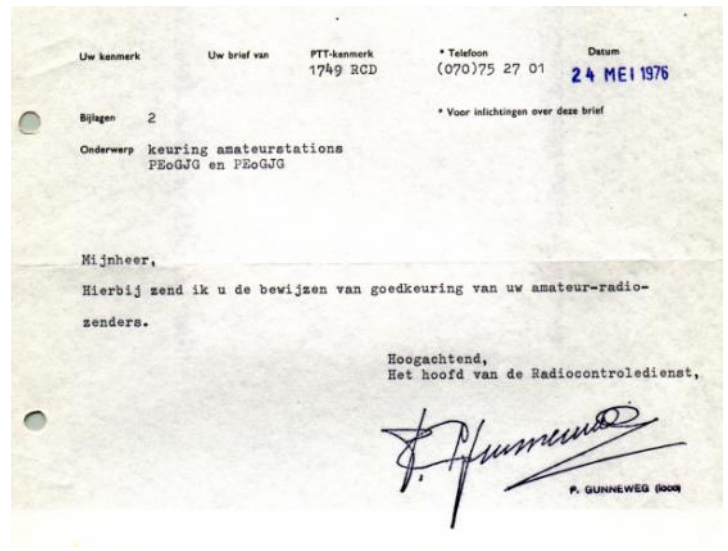 Uw kenmerk Uw brief van PTT-kenmerk * Telefoon Datum
1749 RCD (070)75 27 01 24 MEI 1976
Bijlagen 2 * Voor inlichtingen over deze brief
Onderwerp keuring amateurstations
PEoGJG en PEoGJG
Mijnheer,
Hierbij zend ik u de bewijzen van goedkeuring van uw amateur-radio-
zenders.
Hoogachtend,
Het hoofd van de Radiocontroledienst,
P. Gunneweg
P. GUNNEWEG (loco)